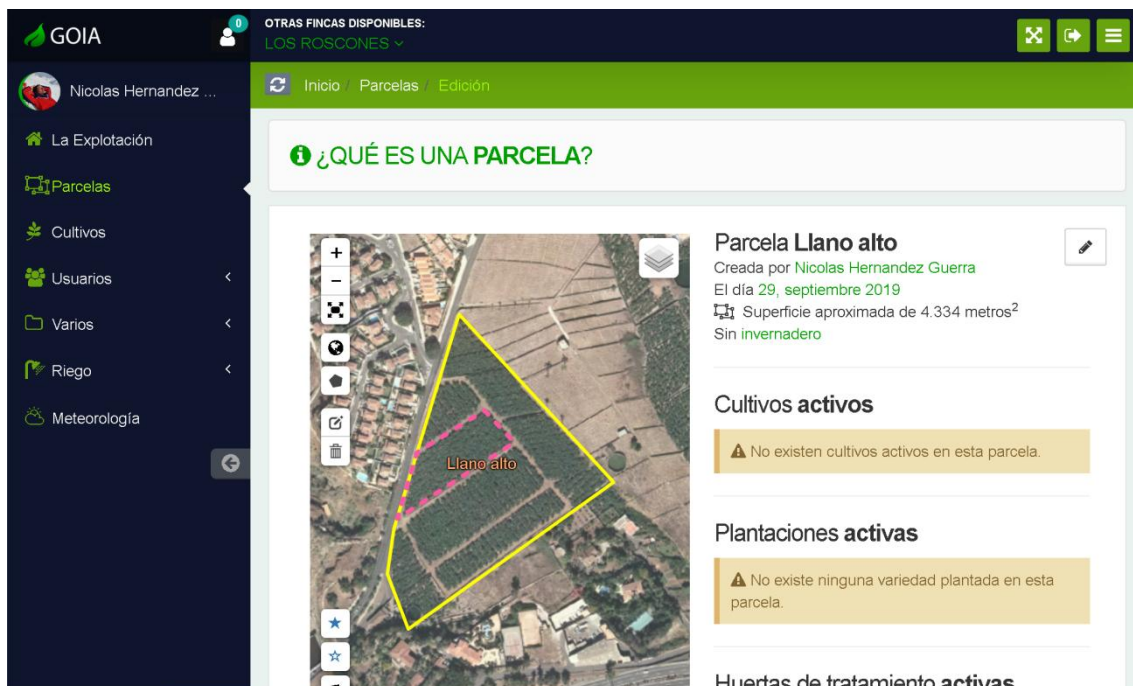 GOIA
0
OTRAS FINCAS DISPONIBLES:
LOS ROSCONES
Nicolas Hernandez ...
Inicio / Parcelas / Edición
La Explotación
Parcelas
Cultivos
Usuarios
Varios
Riego
Meteorología
¿QUÉ ES UNA PARCELA?
+
−
Llano alto
Parcela Llano alto
Creada por Nicolas Hernandez Guerra
El día 29, septiembre 2019
Superficie aproximada de 4.334 metros²
Sin invernadero
Cultivos activos
No existen cultivos activos en esta parcela.
Plantaciones activas
No existe ninguna variedad plantada en esta
parcela.
Huertas de tratamiento activas